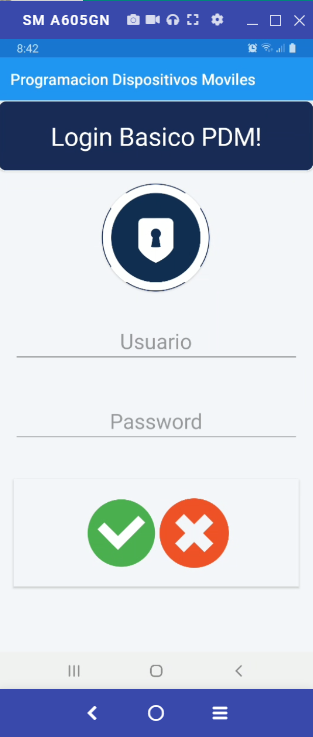 SM A605GN
8:42
Programacion Dispositivos Moviles
Login Basico PDM!
Usuario
Password